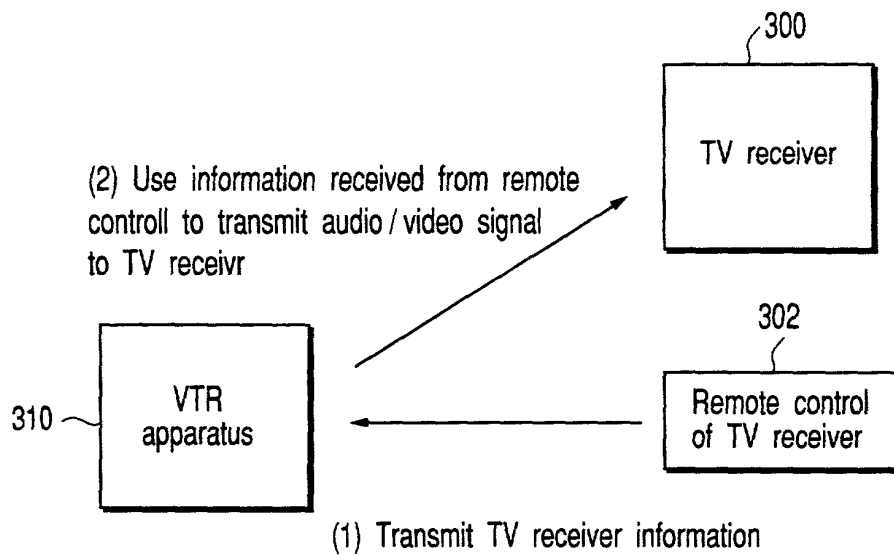 300
TV receiver
(2) Use information received from remote
controll to transmit audio / video signal
to TV receivr
302
Remote control
of TV receiver
310
VTR
apparatus
(1) Transmit TV receiver information